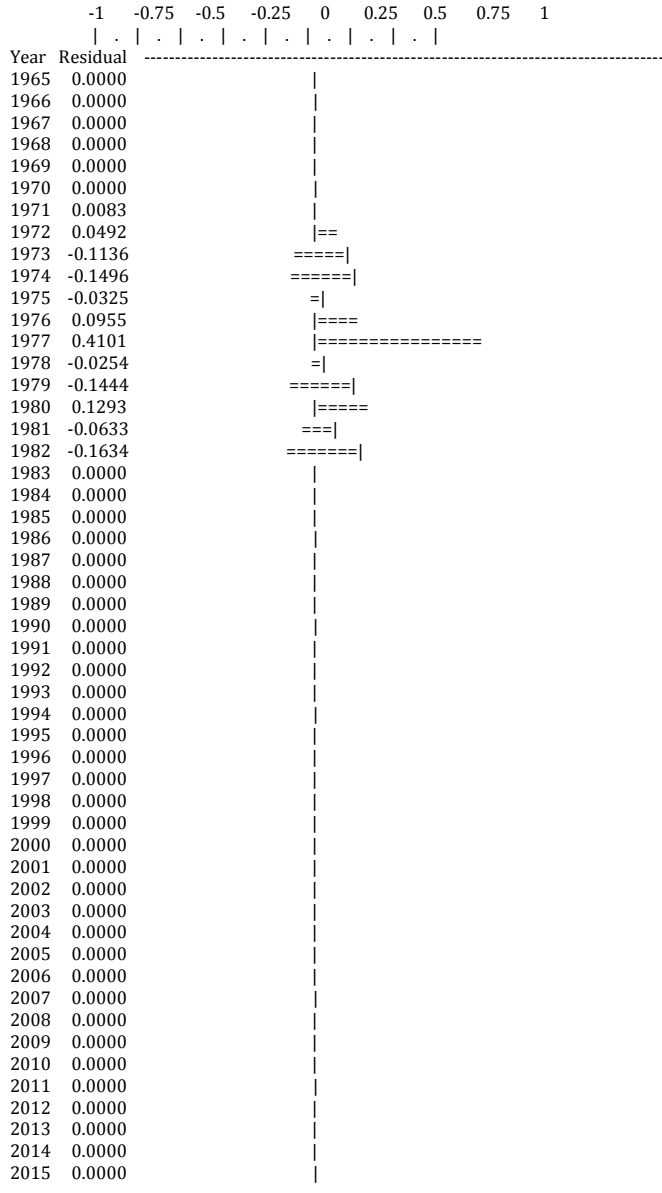 -1 -0.75 -0.5 -0.25 0 0.25 0.5 0.75 1
| . | . | . | . | . | . | . | . |
Year Residual --------------------------------------------------------------------------------------
1965 0.0000 |
1966 0.0000 |
1967 0.0000 |
1968 0.0000 |
1969 0.0000 |
1970 0.0000 |
1971 0.0083 |
1972 0.0492 |==
1973 -0.1136 =====|
1974 -0.1496 ======|
1975 -0.0325 =|
1976 0.0955 |====
1977 0.4101 |================
1978 -0.0254 =|
1979 -0.1444 ======|
1980 0.1293 |=====
1981 -0.0633 ===|
1982 -0.1634 =======|
1983 0.0000 |
1984 0.0000 |
1985 0.0000 |
1986 0.0000 |
1987 0.0000 |
1988 0.0000 |
1989 0.0000 |
1990 0.0000 |
1991 0.0000 |
1992 0.0000 |
1993 0.0000 |
1994 0.0000 |
1995 0.0000 |
1996 0.0000 |
1997 0.0000 |
1998 0.0000 |
1999 0.0000 |
2000 0.0000 |
2001 0.0000 |
2002 0.0000 |
2003 0.0000 |
2004 0.0000 |
2005 0.0000 |
2006 0.0000 |
2007 0.0000 |
2008 0.0000 |
2009 0.0000 |
2010 0.0000 |
2011 0.0000 |
2012 0.0000 |
2013 0.0000 |
2014 0.0000 |
2015 0.0000 |